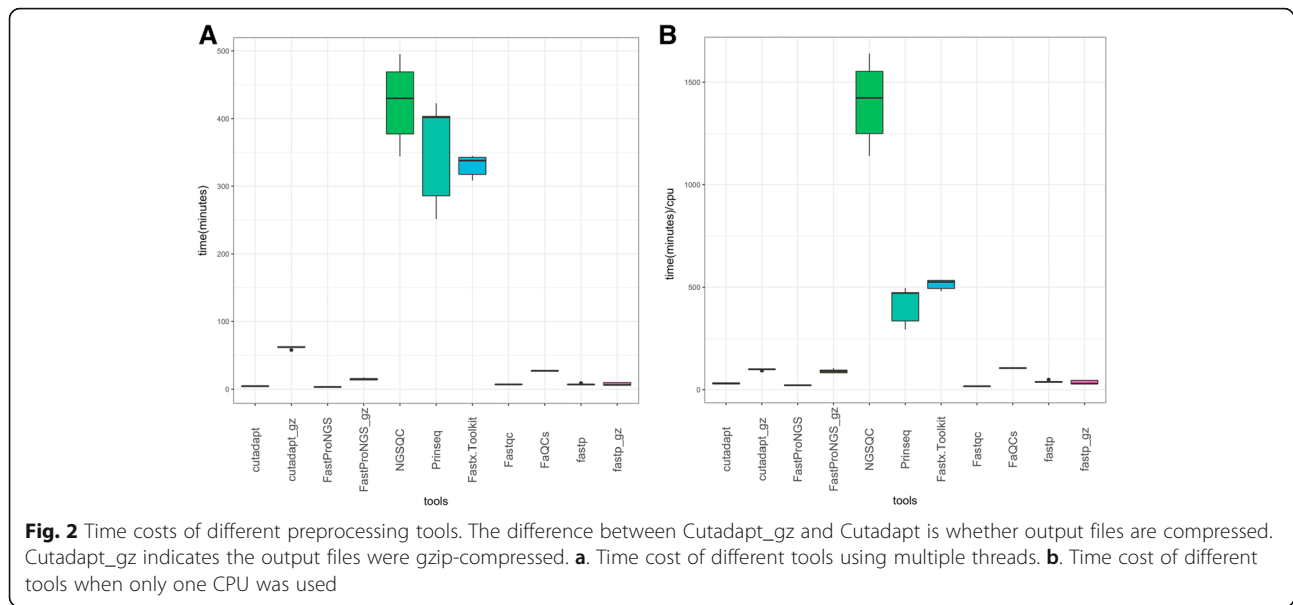 A
B
500
400
300
200
100
0
time(minutes)
cutadapt
cutadapt_gz
FastProNGS
FastProNGS_gz
NGSQC
Prinseq
Fastx.Toolkit
Fastqc
FaQCs
fastp
fastp_gz
tools
1500
1000
500
0
time(minutes)/cpu
cutadapt
cutadapt_gz
FastProNGS
FastProNGS_gz
NGSQC
Prinseq
Fastx.Toolkit
Fastqc
FaQCs
fastp
fastp_gz
tools
Fig. 2 Time costs of different preprocessing tools. The difference between Cutadapt_gz and Cutadapt is whether output files are compressed.
Cutadapt_gz indicates the output files were gzip-compressed. a. Time cost of different tools using multiple threads. b. Time cost of different
tools when only one CPU was used